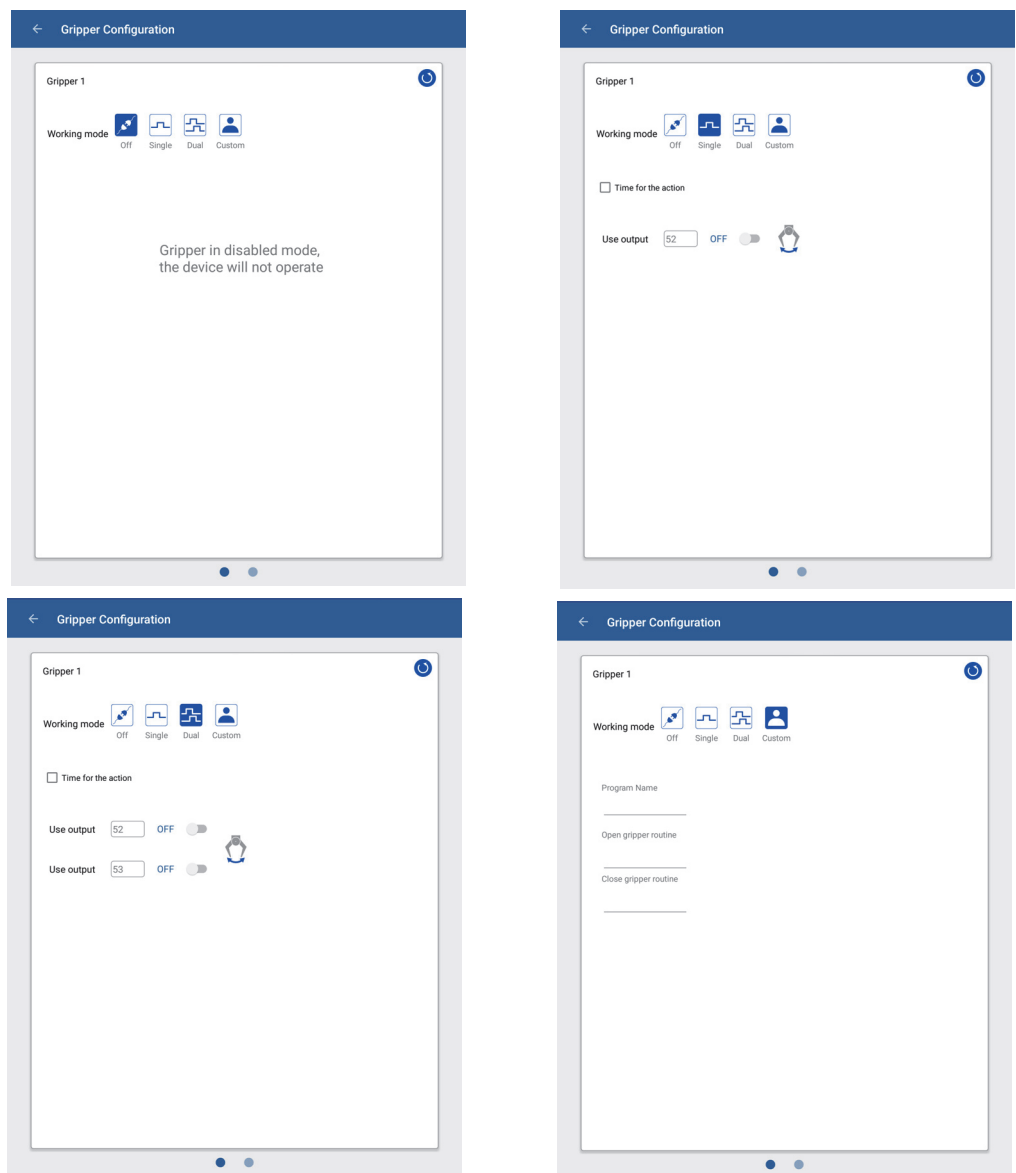 Gripper Configuration
Gripper 1
Working mode
Off Single Dual Custom
Gripper in disabled mode,
the device will not operate
Gripper Configuration
Gripper 1
Working mode
Off Single Dual Custom
Time for the action
Use output 52 OFF
Gripper Configuration
Gripper 1
Working mode
Off Single Dual Custom
Time for the action
Use output 52 OFF
Use output 53 OFF
Gripper Configuration
Gripper 1
Working mode
Off Single Dual Custom
Program Name
Open gripper routine
Close gripper routine